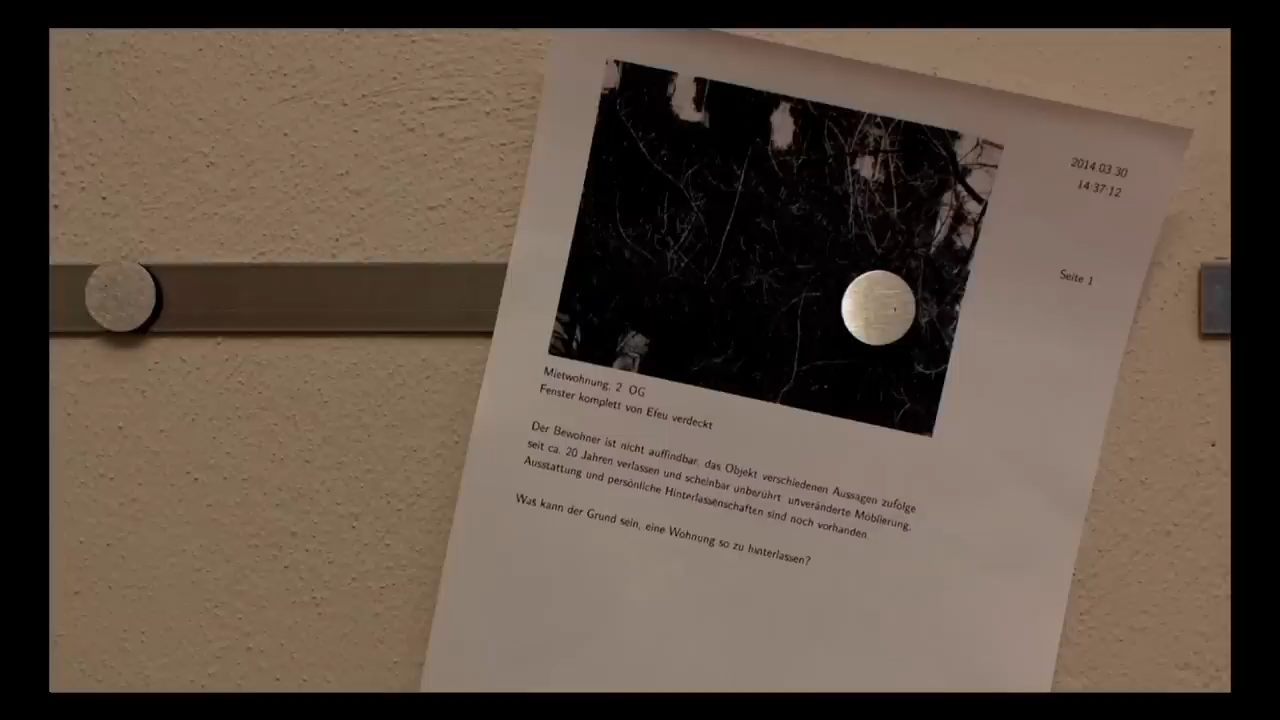 2014.03.30
14:37:12
Seite 1
Mietwohnung, 2. OG
Fenster komplett von Efeu verdeckt
Der Bewohner ist nicht auffindbar, das Objekt verschiedenen Aussagen zufolge
seit ca. 20 Jahren verlassen und scheinbar unberührt: unveränderte Möblierung,
Ausstattung und persönliche Hinterlassenschaften sind noch vorhanden.
Was kann der Grund sein, eine Wohnung so zu hinterlassen?